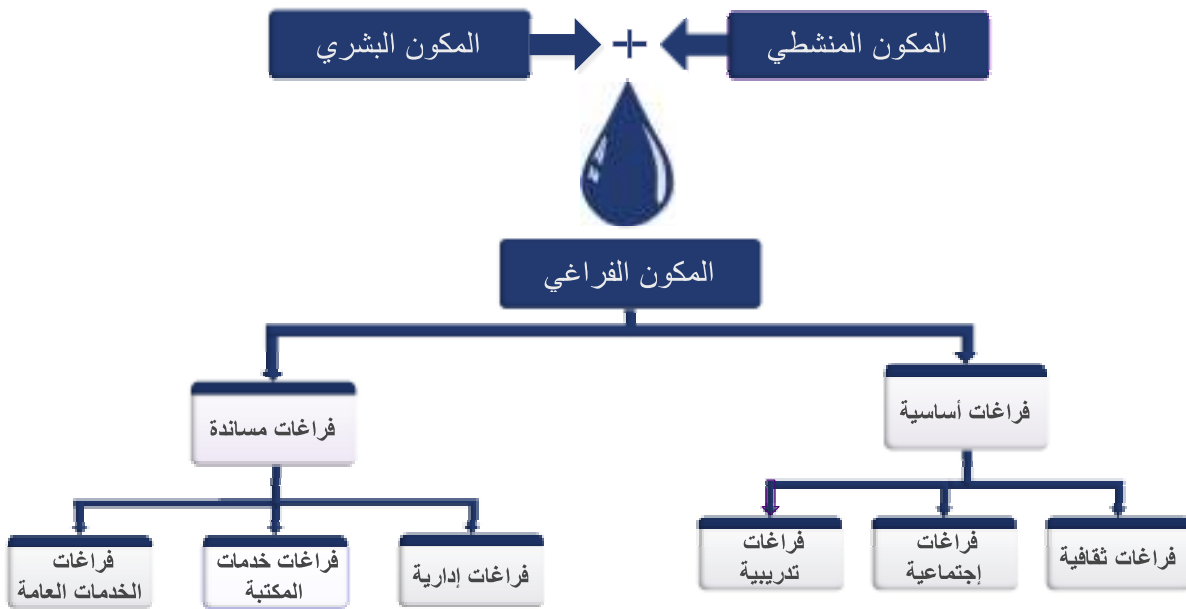 المكون المنشطي
+
المكون البشري
المكون الفراغي
فراغات أساسية
فراغات مساندة
فراغات ثقافية
فراغات
إجتماعية
فراغات
تدريبية
فراغات إدارية
فراغات خدمات
المكتبة
فراغات
الخدمات العامة